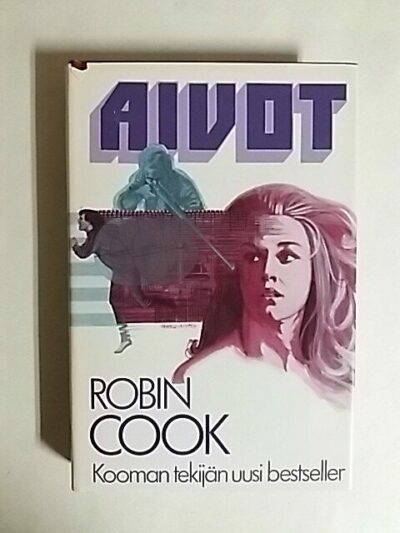 AIVOT
ROBIN
COOK
Kooman tekijän uusi bestseller